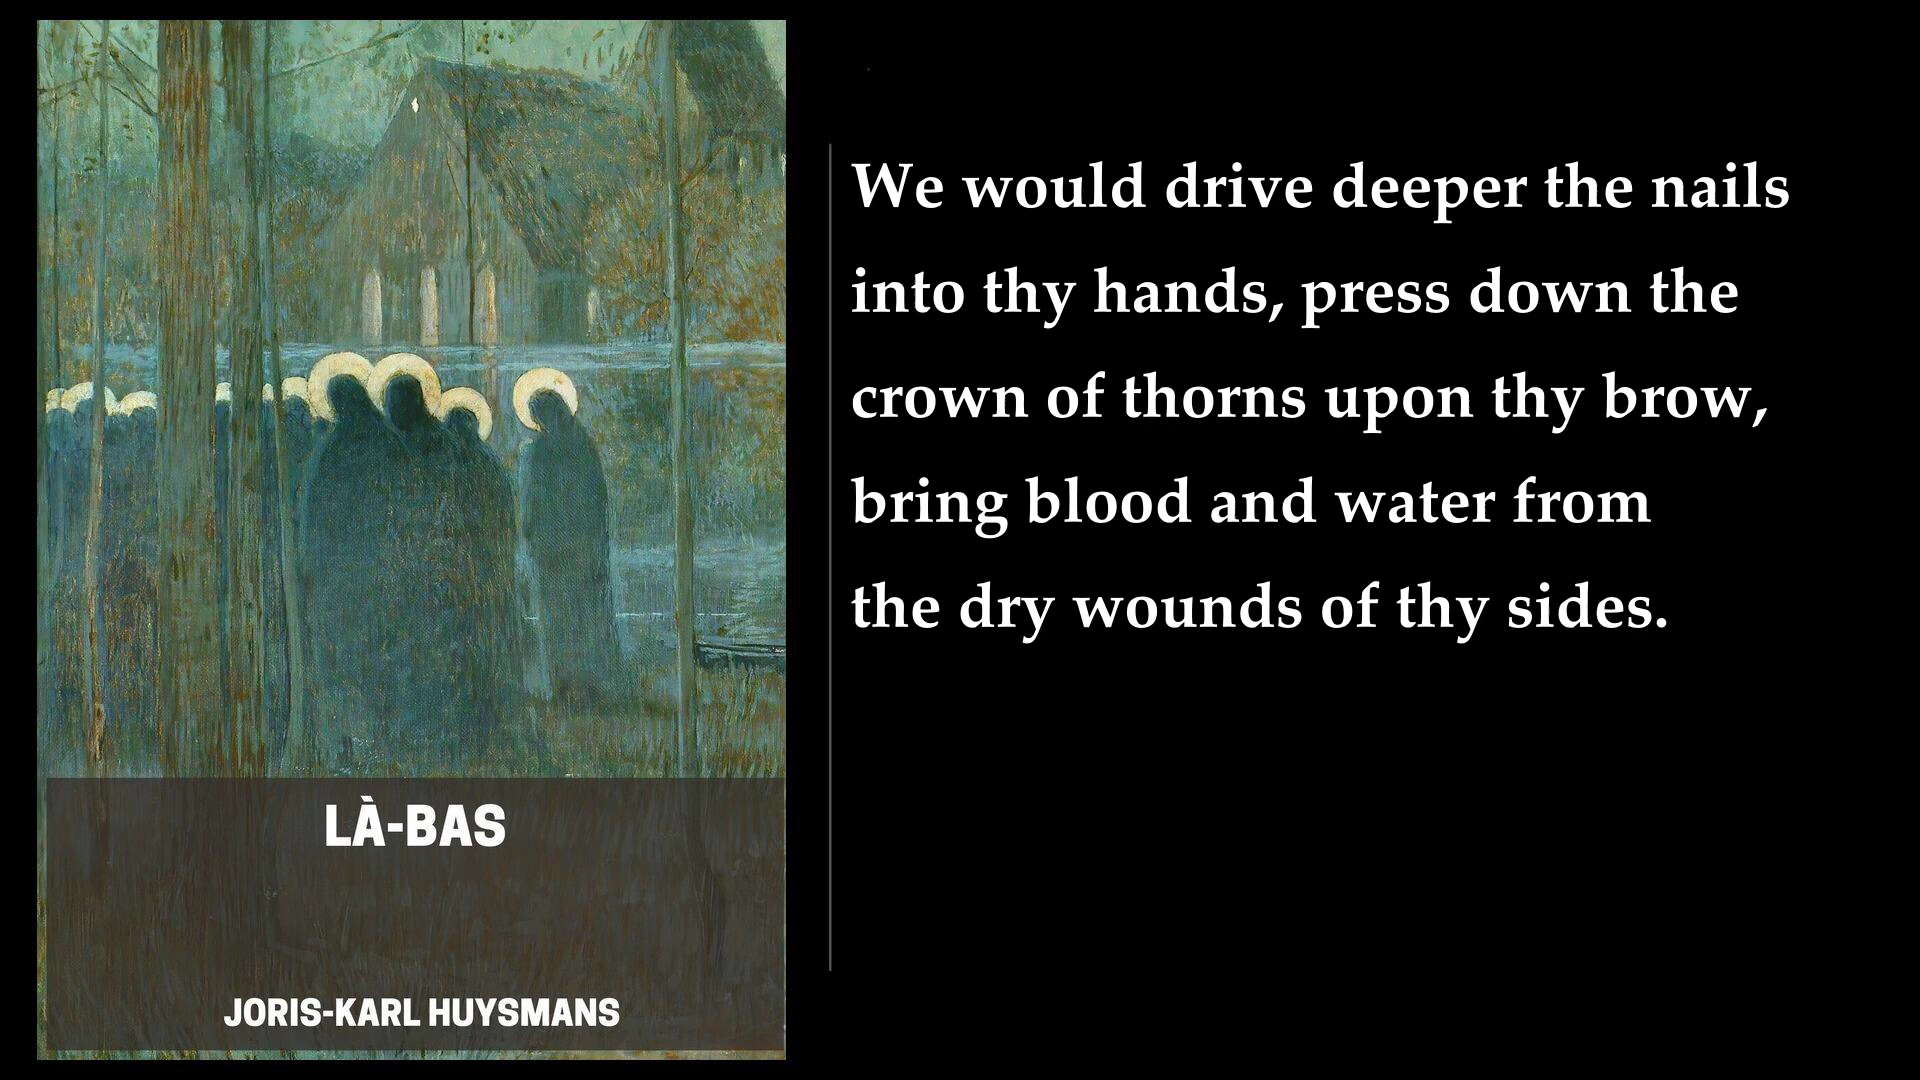 We would drive deeper the nails
into thy hands, press down the
crown of thorns upon thy brow,
bring blood and water from
the dry wounds of thy sides.
LÀ-BAS
JORIS-KARL HUYSMANS